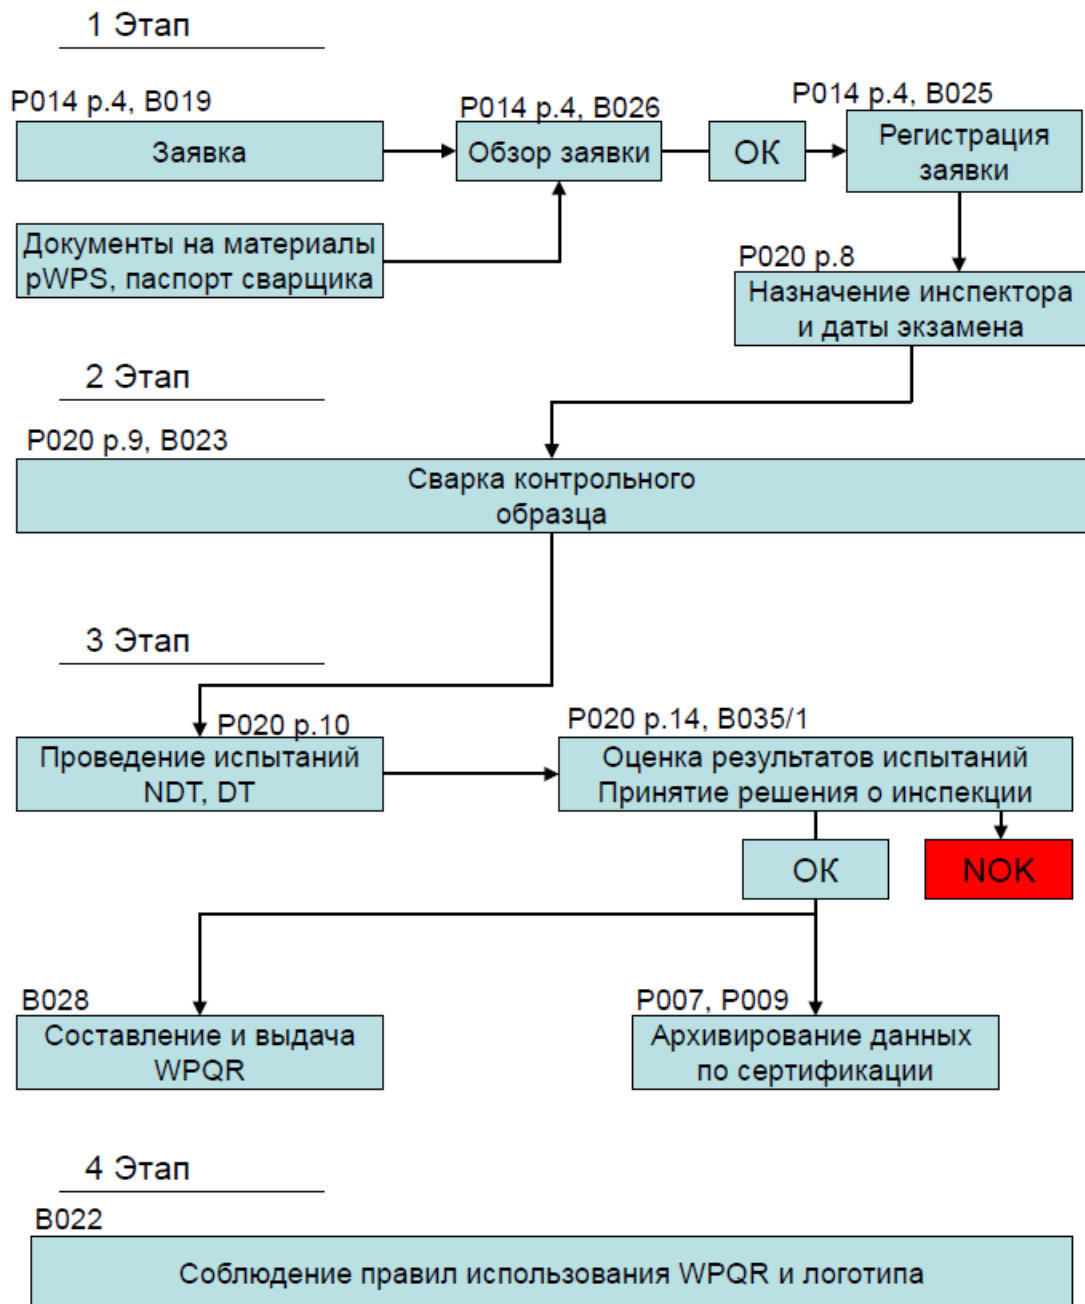 1 Этап
P014 p.4, B019
Заявка
P014 p.4, B026
Обзор заявки
ОК
P014 p.4, B025
Регистрация
заявки
Документы на материалы
pWPS, паспорт сварщика
P020 p.8
Назначение инспектора
и даты экзамена
2 Этап
P020 p.9, B023
Сварка контрольного
образца
3 Этап
P020 p.10
Проведение испытаний
NDT, DT
P020 p.14, B035/1
Оценка результатов испытаний
Принятие решения о инспекции
ОК
NOK
B028
Составление и выдача
WPQR
P007, P009
Архивирование данных
по сертификации
4 Этап
B022
Соблюдение правил использования WPQR и логотипа